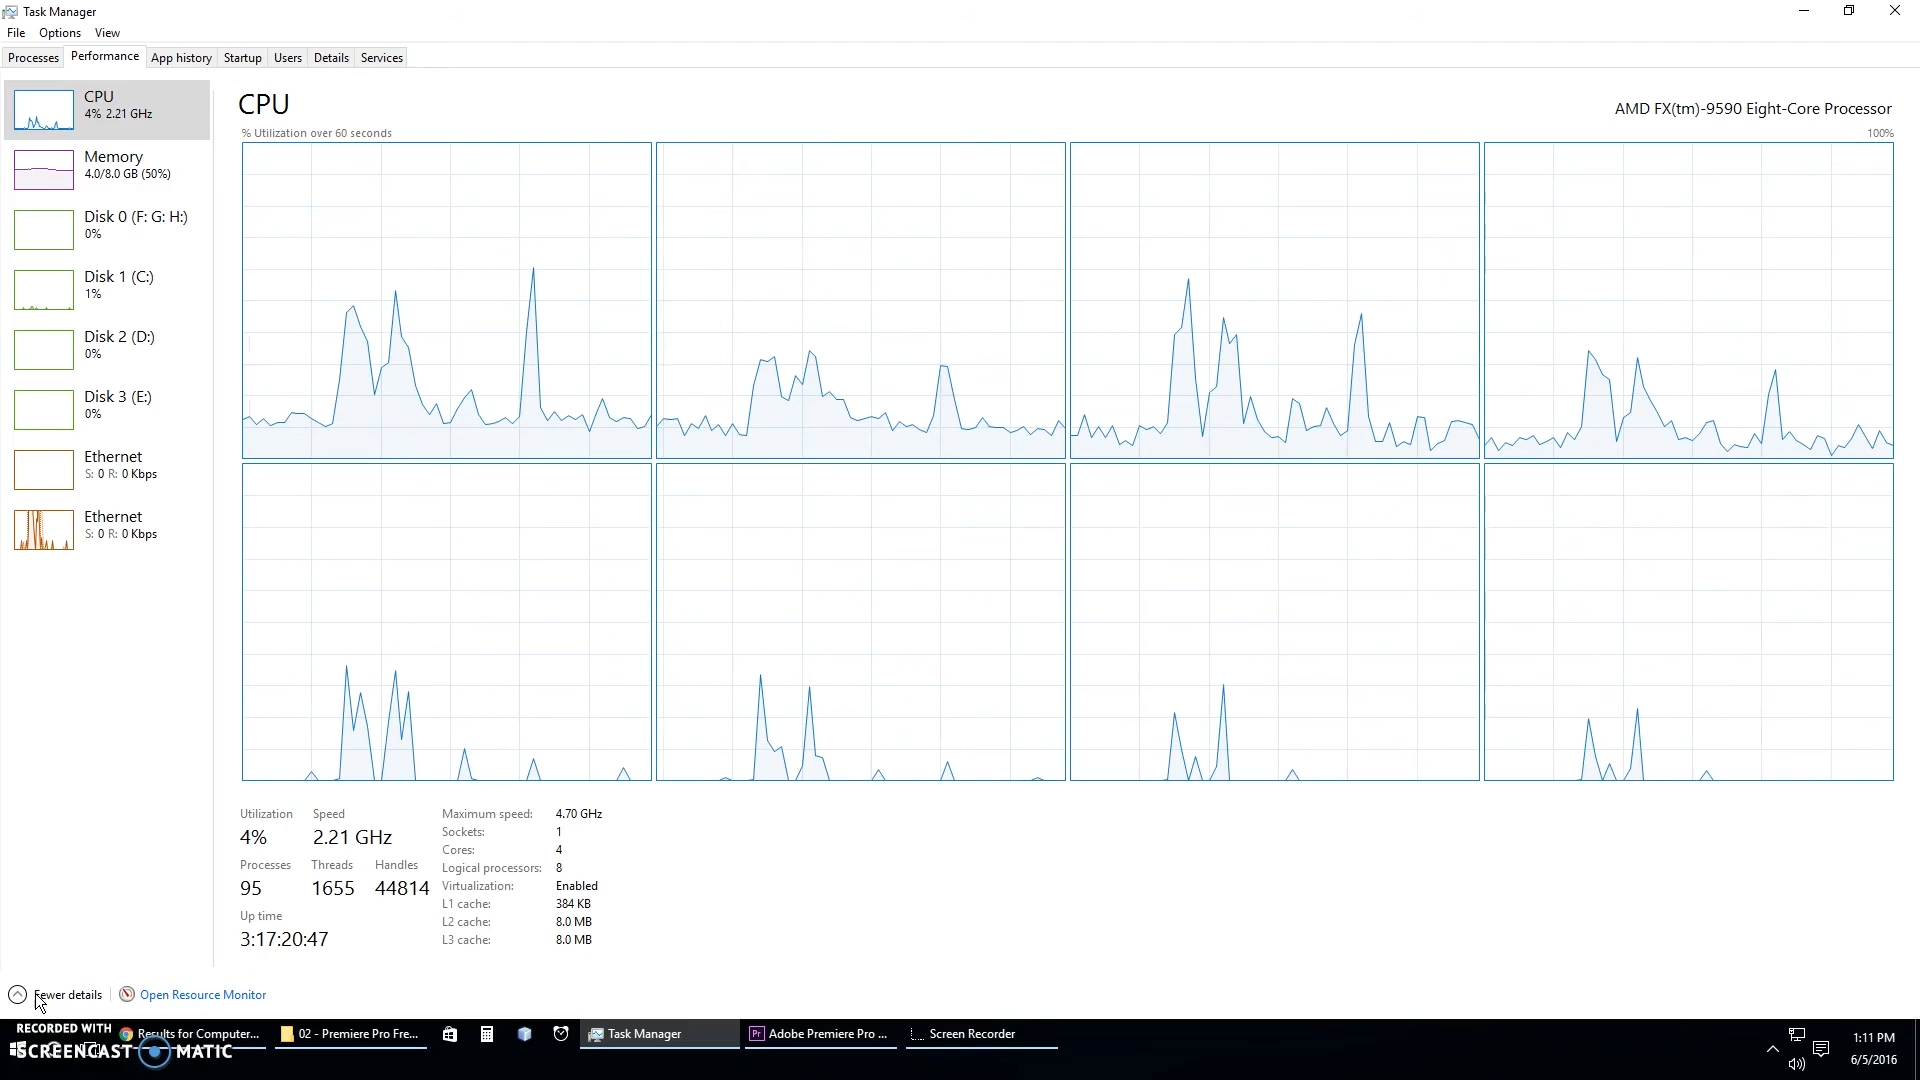 Task Manager
File Options View
Processes Performance App history Startup Users Details Services
CPU
4% 2.21 GHz
Memory
4.0/8.0 GB (50%)
Disk 0 (F: G: H:)
0%
Disk 1 (C:)
1%
Disk 2 (D:)
0%
Disk 3 (E:)
0%
Ethernet
S: 0 R: 0 Kbps
Ethernet
S: 0 R: 0 Kbps
CPU
AMD FX(tm)-9590 Eight-Core Processor
% Utilization over 60 seconds
100%
Utilization Speed
4% 2.21 GHz
Processes Threads Handles
95 1655 44814
Up time
3:17:20:47
Maximum speed: 4.70 GHz
Sockets: 1
Cores: 4
Logical processors: 8
Virtualization: Enabled
L1 cache: 384 KB
L2 cache: 8.0 MB
L3 cache: 8.0 MB
Fewer details
Open Resource Monitor
RECORDED WITH
SCREENCAST MATIC
Results for Computer...
02 - Premiere Pro Fre...
Task Manager
Pr Adobe Premiere Pro ...
Screen Recorder
1:11 PM
6/5/2016